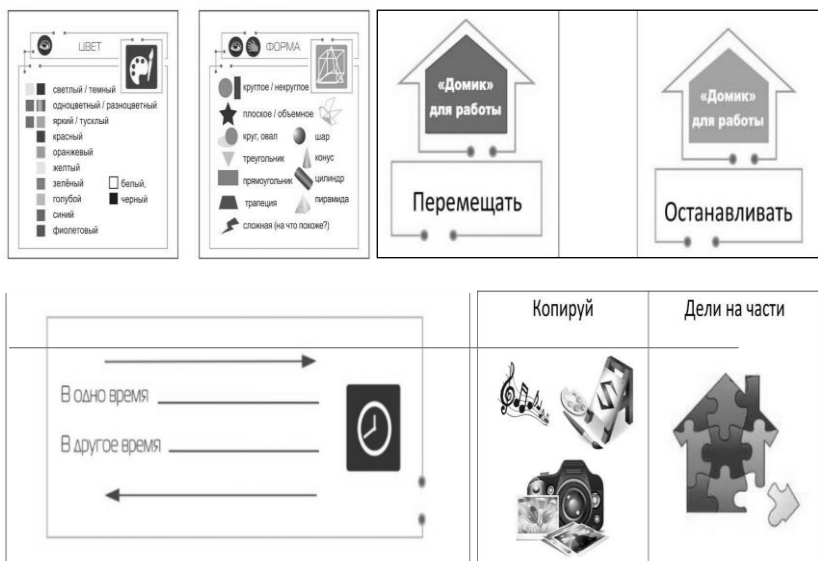 ЦВЕТ
светлый / темный
одноцветный / разноцветный
яркий / тусклый
красный
оранжевый
желтый
зелёный
белый,
голубой
черный
синий
фиолетовый
ФОРМА
круглое / некруглое
плоское / объемное
круг, овал
шар
треугольник
конус
прямоугольник
цилиндр
трапеция
пирамида
сложная (на что похоже?)
«Домик»
для работы
Перемещать
«Домик»
для работы
Останавливать
В одно время
В другое время
Копируй
Дели на части